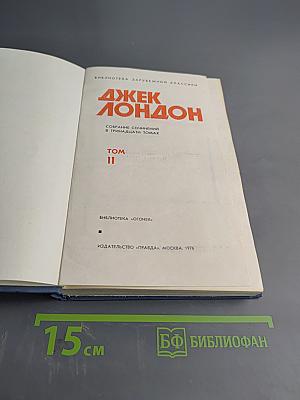 БИБЛИОТЕКА ЗАРУБЕЖНОЙ КЛАССИКИ
ДЖЕК
ЛОНДОН
СОБРАНИЕ СОЧИНЕНИЙ
В ТРИНАДЦАТИ ТОМАХ
ТОМ
11
БИБЛИОТЕКА «ОГОНЕК»
ИЗДАТЕЛЬСТВО «ПРАВДА», МОСКВА, 1976
15 см
БФ БИБЛИОФАН